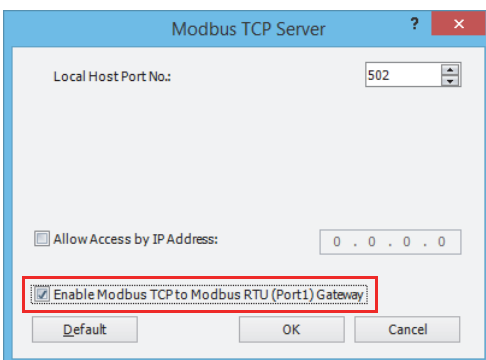 Modbus TCP Server ? ×
Local Host Port No.: 502
Allow Access by IP Address: 0 . 0 . 0 . 0
Enable Modbus TCP to Modbus RTU (Port1) Gateway
Default OK Cancel